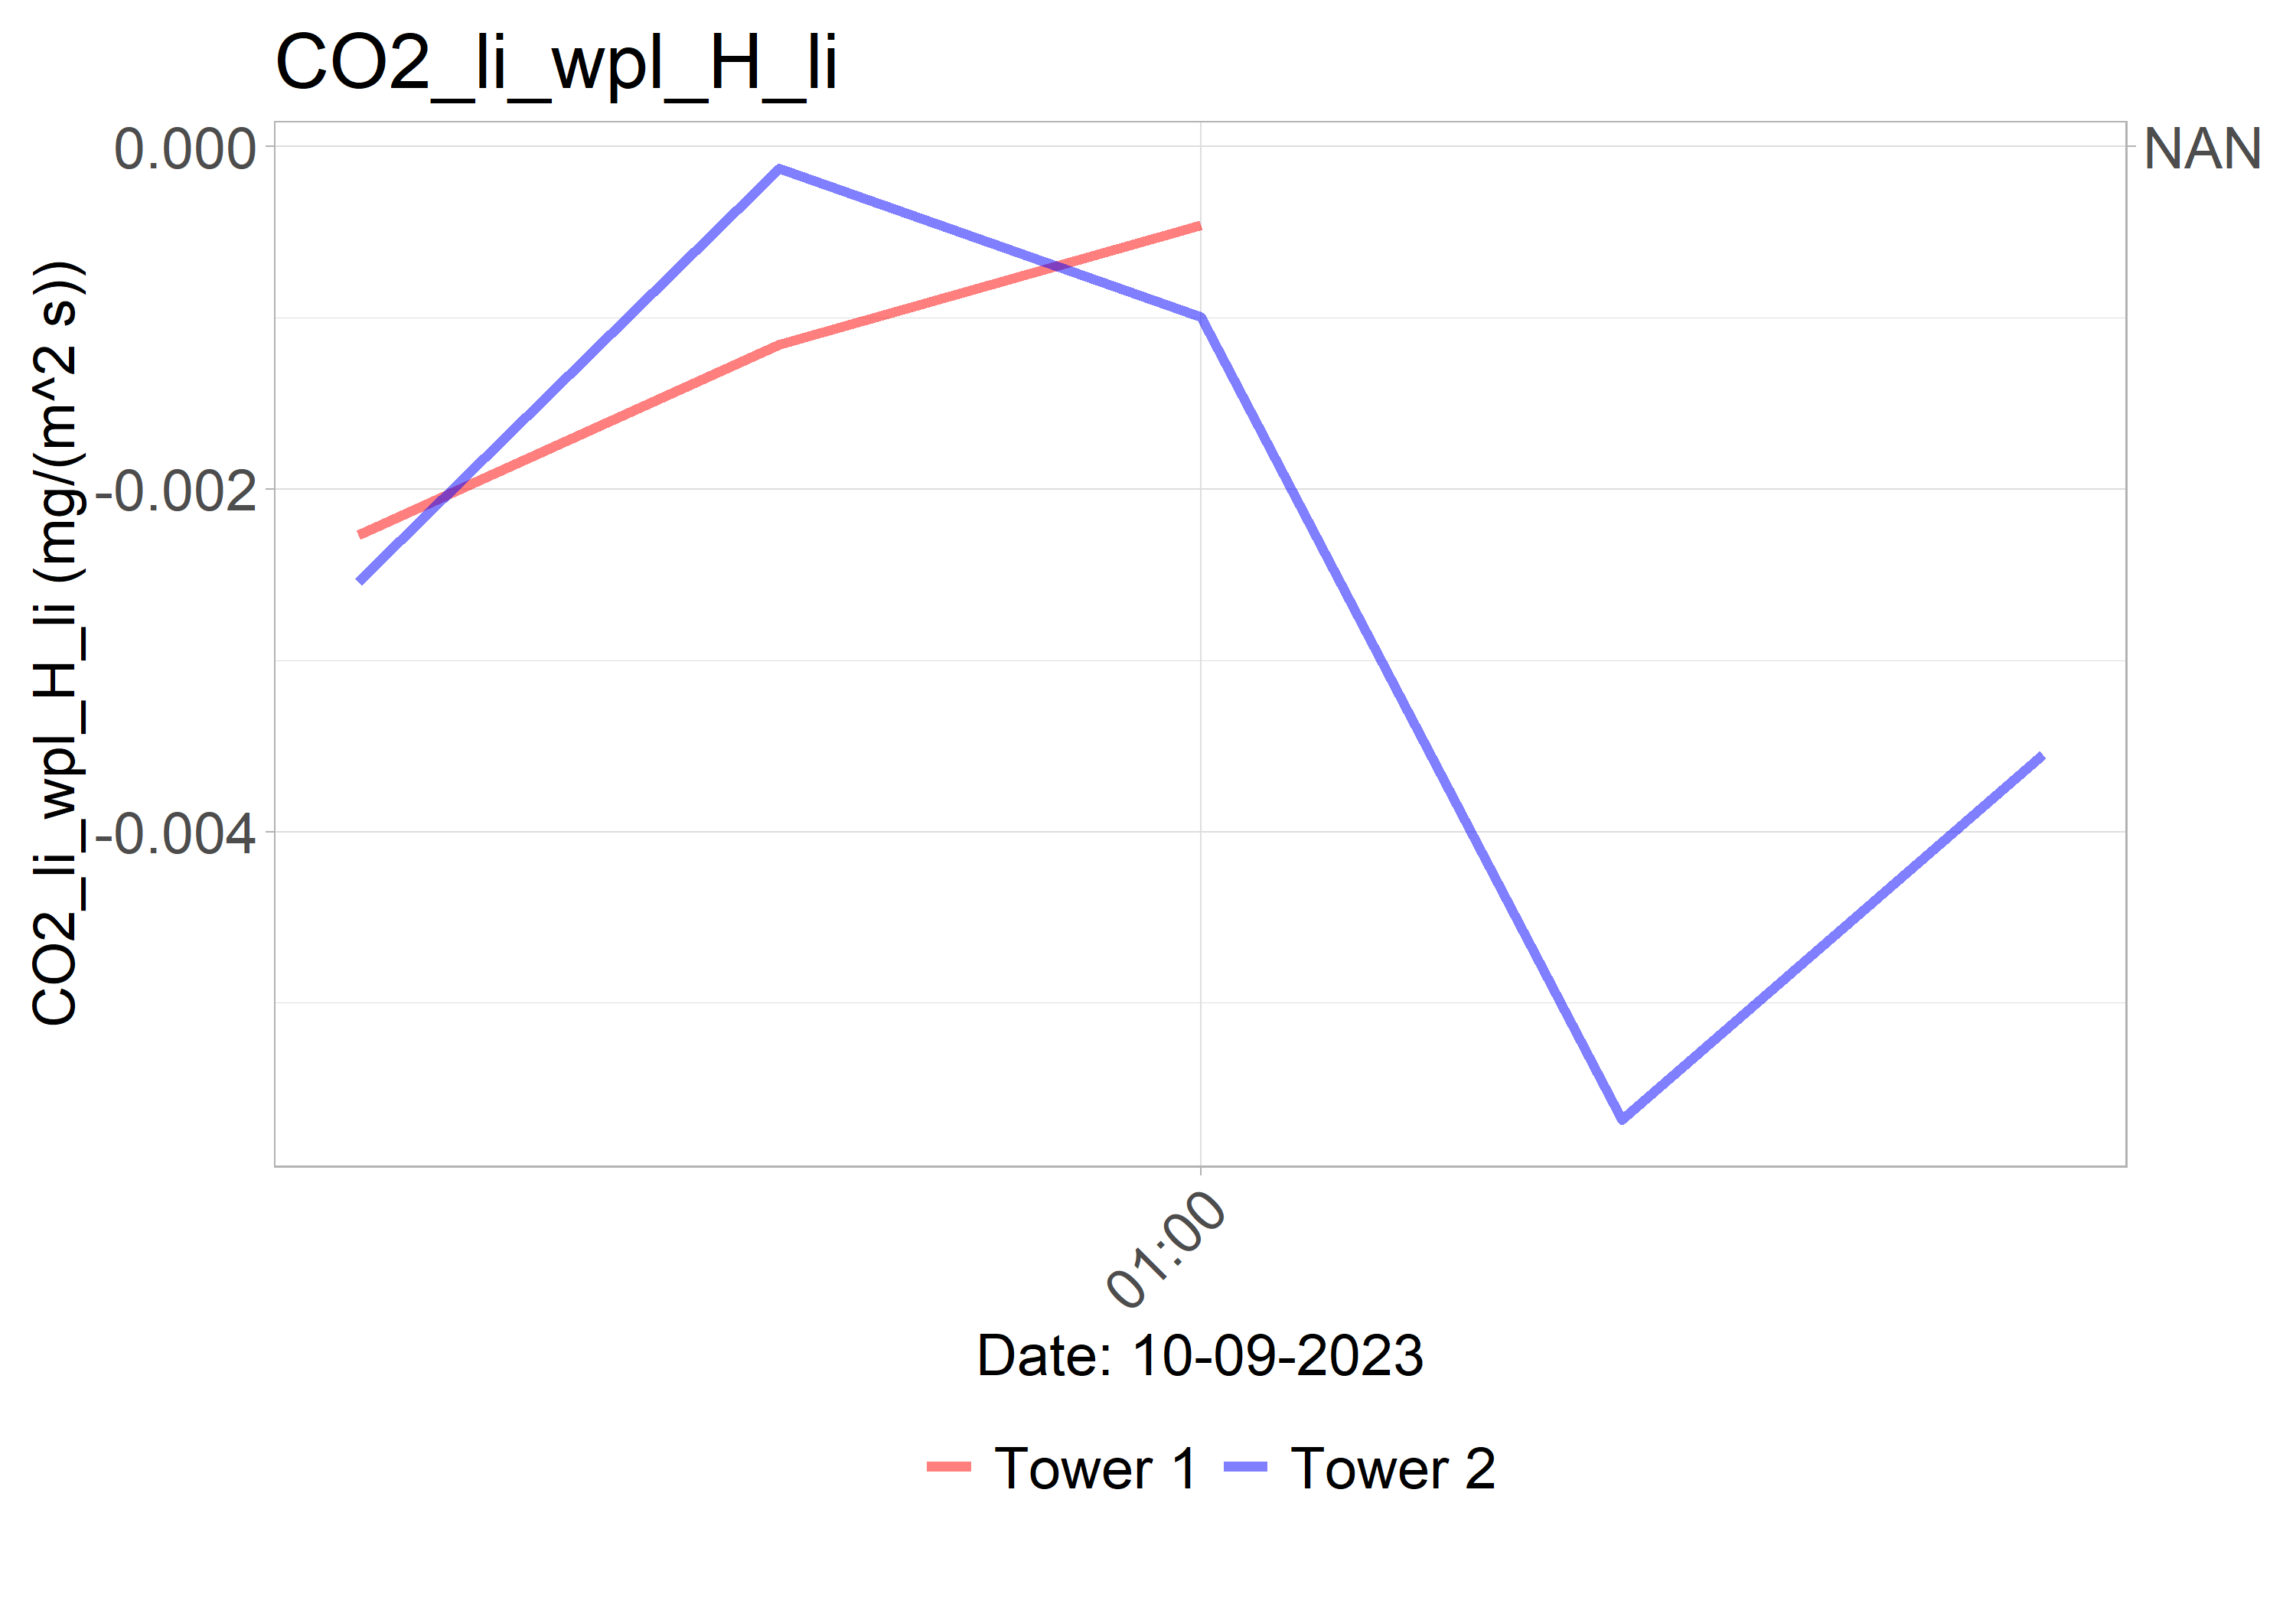 CO2_li_wpl_H_li
0.000
NAN
-0.002
-0.004
CO2_li_wpl_H_li (mg/(m^2 s))
01:00
Date: 10-09-2023
Tower 1
Tower 2